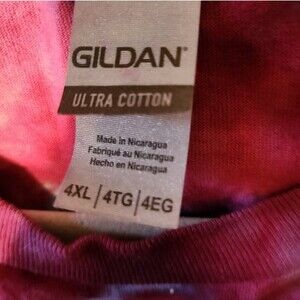 GILDAN®
ULTRA COTTON
Made in Nicaragua
Fabriqué au Nicaragua
Hecho en Nicaragua
4XL / 4TG / 4EG